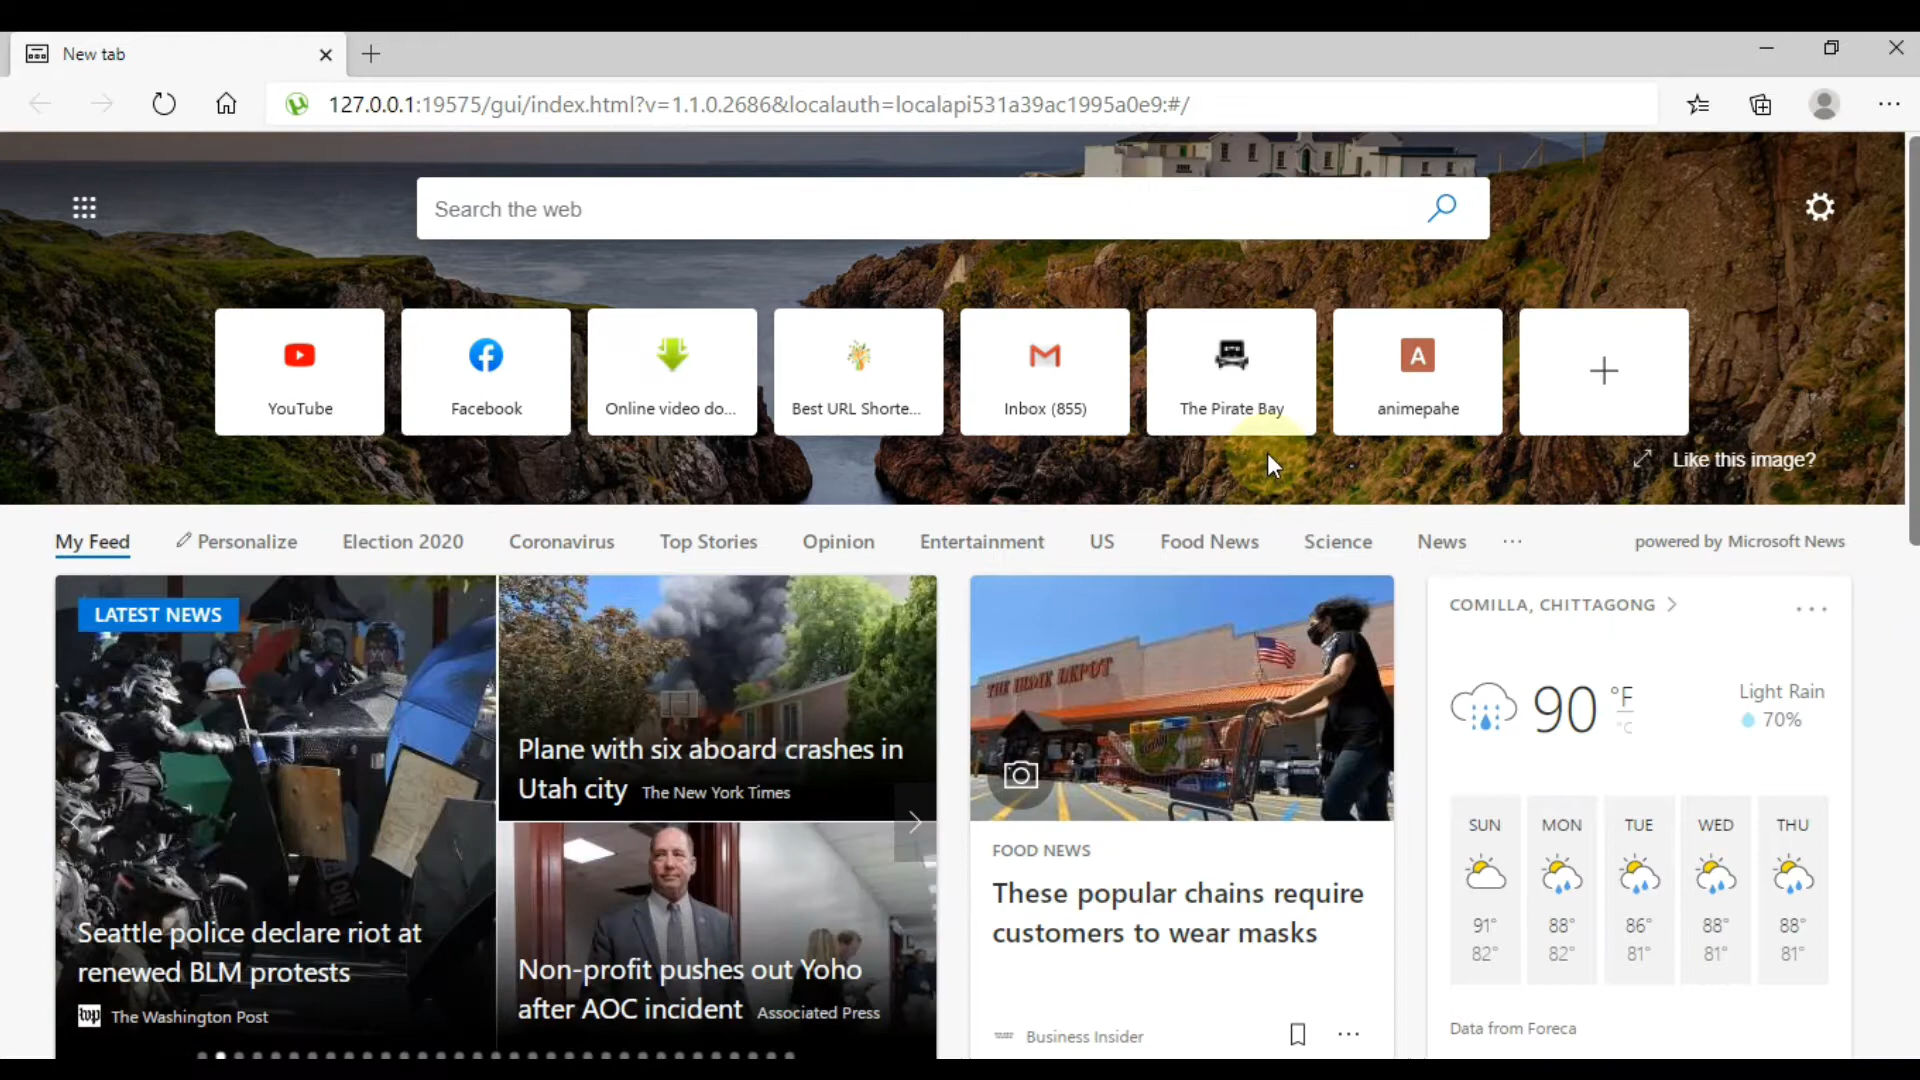 New tab
127.0.0.1:19575/gui/index.html?v=1.1.0.2686&localauth=localapi531a39ac1995a0e9:#/
Search the web
YouTube
Facebook
Online video do...
Best URL Shorte...
Inbox (855)
The Pirate Bay
A
animepahe
Like this image?
My Feed
Personalize
Election 2020
Coronavirus
Top Stories
Opinion
Entertainment
US
Food News
Science
News
powered by Microsoft News
LATEST NEWS
Seattle police declare riot at
renewed BLM protests
wp The Washington Post
Plane with six aboard crashes in
Utah city The New York Times
Non-profit pushes out Yoho
after AOC incident Associated Press
THE HOME DEPOT
FOOD NEWS
These popular chains require
customers to wear masks
Business Insider
COMILLA, CHITTAGONG
90 °F
°C
Light Rain
70%
SUN MON TUE WED THU
91° 88° 86° 88° 88°
82° 82° 81° 81° 81°
Data from Foreca